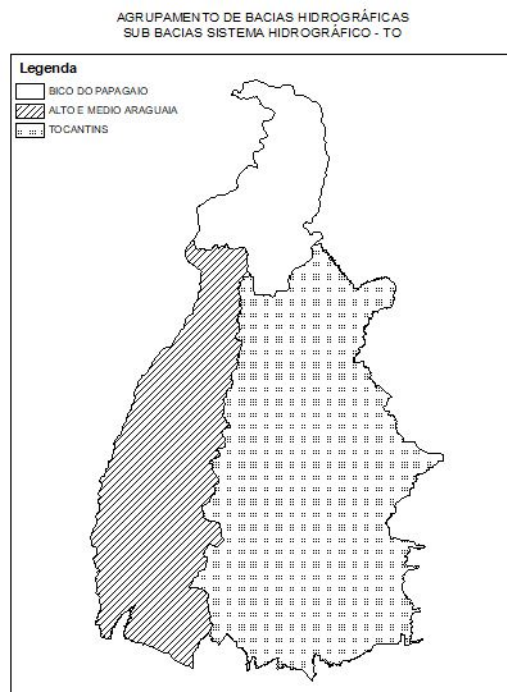 AGRUPAMENTO DE BACIAS HIDROGRÁFICAS
SUB BACIAS SISTEMA HIDROGRÁFICO - TO
Legenda
BICO DO PAPAGAIO
ALTO E MEDIO ARAGUAIA
TOCANTINS